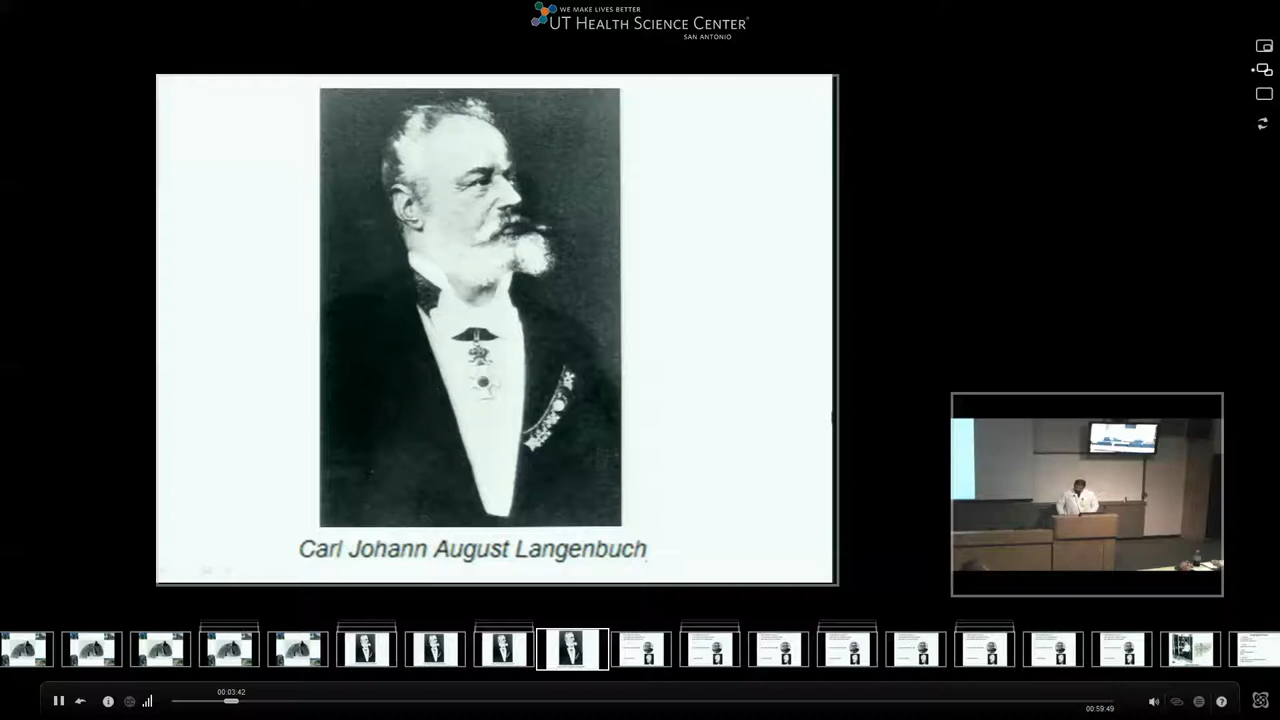 WE MAKE LIVES BETTER
UT HEALTH SCIENCE CENTER®
SAN ANTONIO
Carl Johann August Langenbuch
00:03:42
00:59:49